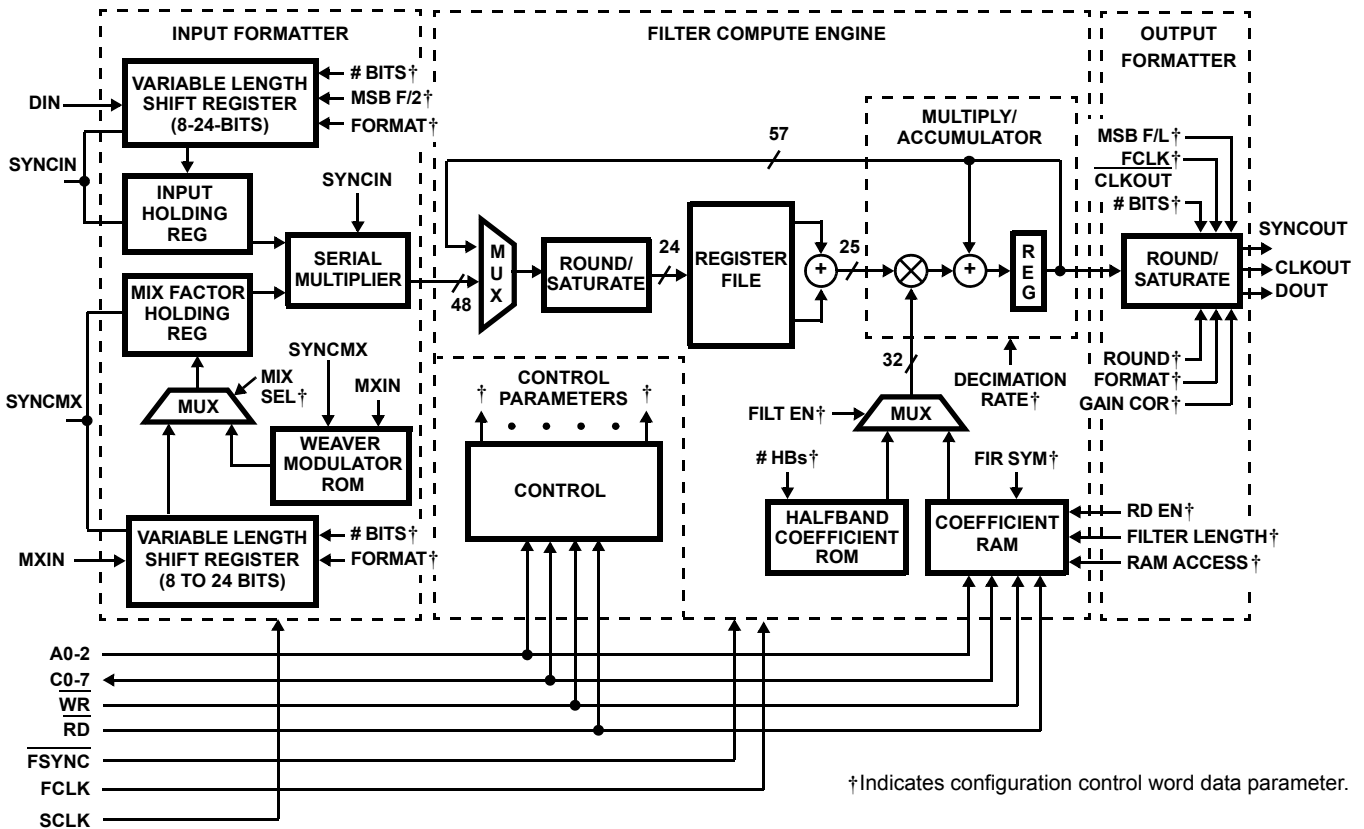 INPUT FORMATTER
VARIABLE LENGTH
SHIFT REGISTER
(8-24-BITS)
# BITS†
MSB F/2†
FORMAT†
DIN
SYNCIN
INPUT
HOLDING
REG
SYNCIN
SERIAL
MULTIPLIER
MIX FACTOR
HOLDING
REG
SYNCMX
MIX
SEL†
MUX
SYNCMX
MXIN
WEAVER
MODULATOR
ROM
VARIABLE LENGTH
SHIFT REGISTER
(8 TO 24 BITS)
# BITS†
FORMAT†
MXIN
FILTER COMPUTE ENGINE
57
48
M
U
X
ROUND/
SATURATE
24
REGISTER
FILE
+
25
MULTIPLY/
ACCUMULATOR
+
R
E
G
32
DECIMATION
RATE†
FILT EN†
MUX
# HBs†
HALFBAND
COEFFICIENT
ROM
FIR SYM†
COEFFICIENT
RAM
RD EN†
FILTER LENGTH†
RAM ACCESS†
† CONTROL †
PARAMETERS
CONTROL
OUTPUT
FORMATTER
MSB F/L†
FCLK†
CLKOUT
# BITS†
ROUND/
SATURATE
SYNCOUT
CLKOUT
DOUT
ROUND†
FORMAT†
GAIN COR†
A0-2
C0-7
WR
RD
FSYNC
FCLK
SCLK
†Indicates configuration control word data parameter.